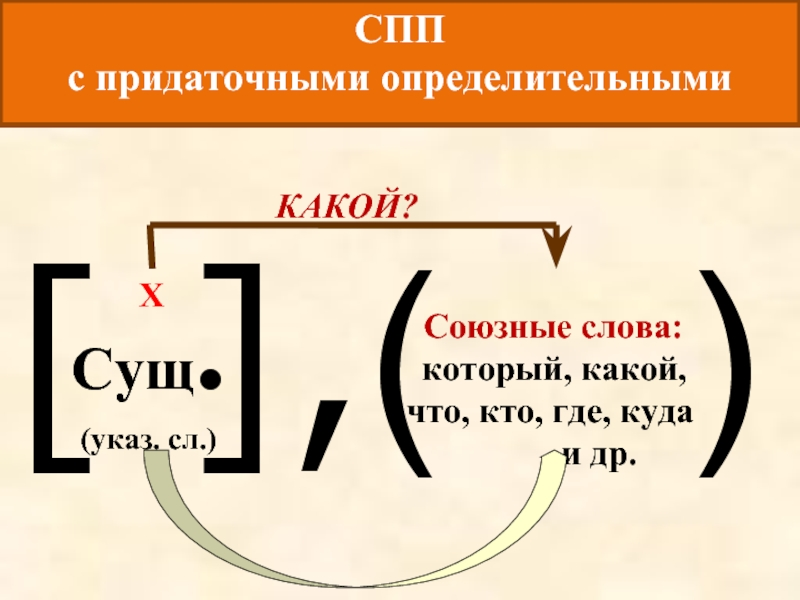 СПП
с придаточными определительными
КАКОЙ?
[ ] , ( )
Х
Сущ.
(указ. сл.)
Союзные слова:
который, какой,
что, кто, где, куда
и др.